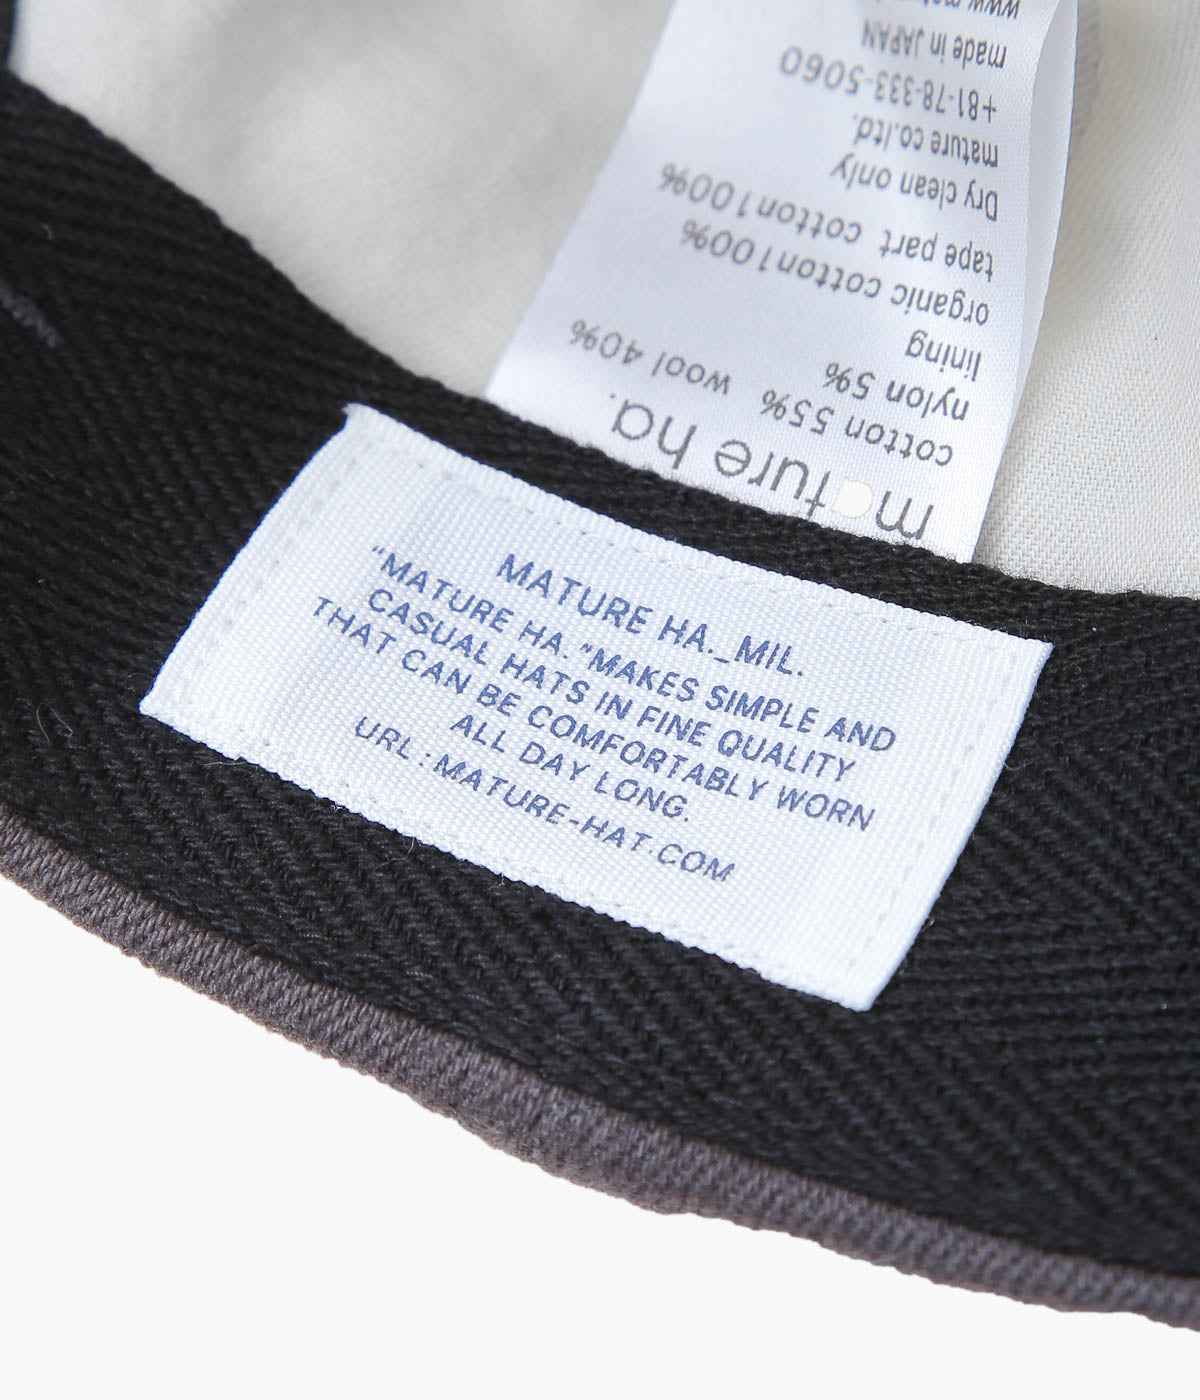 MATURE HA._MIL.
"MATURE HA."MAKES SIMPLE AND
CASUAL HATS IN FINE QUALITY
THAT CAN BE COMFORTABLY WORN
ALL DAY LONG.
URL:MATURE-HAT.COM
mature ha.
cotton 55% wool 40%
nylon 5%
lining
organic cotton100%
tape part cotton100%
Dry clean only
mature co.ltd.
+81-78-333-5060
made in JAPAN